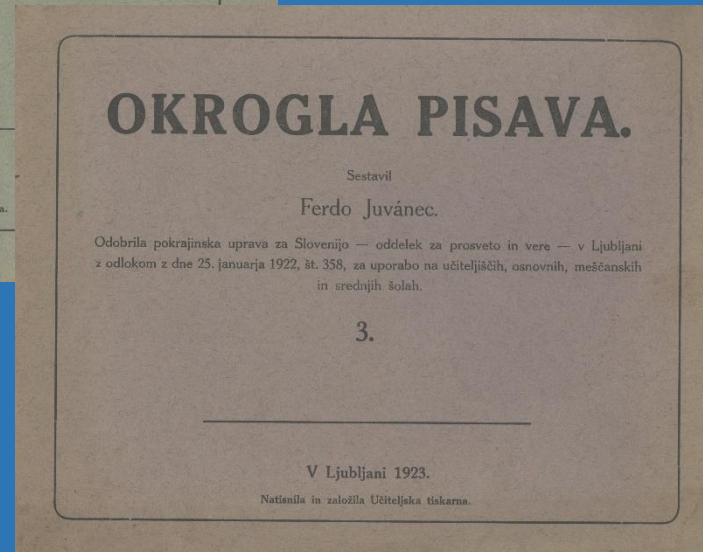 OKROGLA PISAVA.
Sestavil
Ferdo Juvánec.
Odobrila pokrajinska uprava za Slovenijo — oddelek za prosveto in vere — v Ljubljani
z odlokom z dne 25. januarja 1922, št. 358, za uporabo na učiteljiščih, osnovnih, meščanskih
in srednjih šolah.
3.
V Ljubljani 1923.
Natisnila in založila Učiteljska tiskarna.